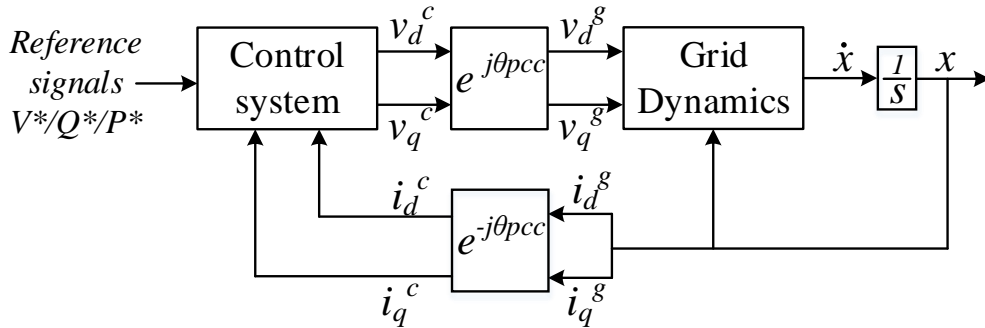 Reference
signals
V*/Q*/P*
Control
system
v_d^c
v_q^c
e^{jθpcc}
v_d^g
v_q^g
Grid
Dynamics
ẋ
1/s
x
i_d^c
i_q^c
e^{-jθpcc}
i_d^g
i_q^g